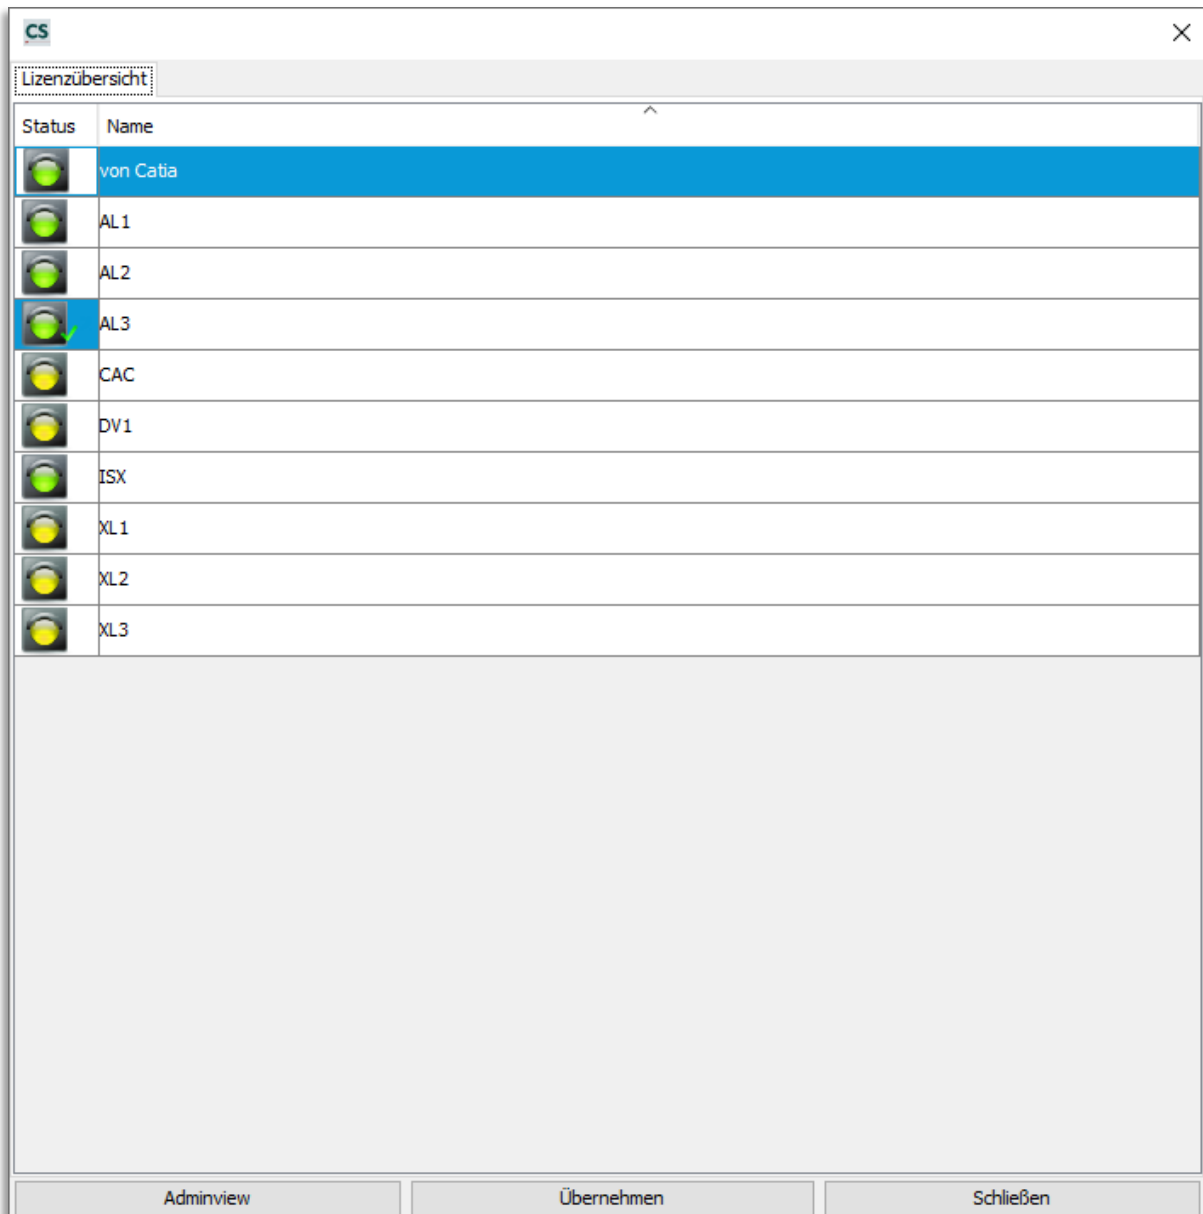 CS
Lizenzübersicht
Status Name
von Catia
AL1
AL2
AL3
CAC
DV1
ISX
XL1
XL2
XL3
Adminview Übernehmen Schließen